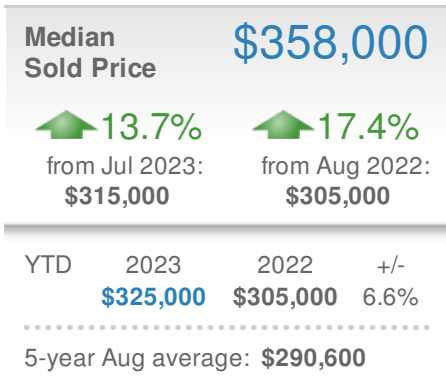 Median
Sold Price
$358,000
13.7% 17.4%
from Jul 2023: from Aug 2022:
$315,000 $305,000
YTD 2023 2022 +/-
$325,000 $305,000 6.6%
5-year Aug average: $290,600